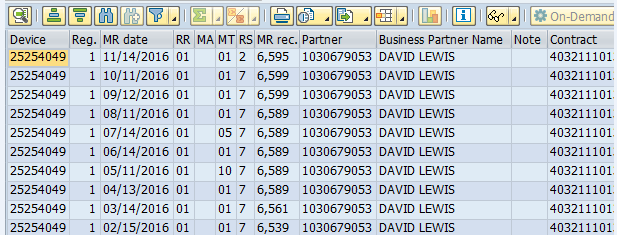 On-Demand
Device Reg. MR date RR MA MT RS MR rec. Partner Business Partner Name Note Contract
25254049 1 11/14/2016 01 01 2 6,595 1030679053 DAVID LEWIS 403211101
25254049 1 10/11/2016 01 01 7 6,599 1030679053 DAVID LEWIS 403211101
25254049 1 09/12/2016 01 01 7 6,599 1030679053 DAVID LEWIS 403211101
25254049 1 08/11/2016 01 01 7 6,589 1030679053 DAVID LEWIS 403211101
25254049 1 07/14/2016 01 05 7 6,589 1030679053 DAVID LEWIS 403211101
25254049 1 06/14/2016 01 01 7 6,589 1030679053 DAVID LEWIS 403211101
25254049 1 05/11/2016 01 10 7 6,589 1030679053 DAVID LEWIS 403211101
25254049 1 04/13/2016 01 01 7 6,589 1030679053 DAVID LEWIS 403211101
25254049 1 03/14/2016 01 01 7 6,561 1030679053 DAVID LEWIS 403211101
25254049 1 02/15/2016 01 01 7 6,539 1030679053 DAVID LEWIS 403211101